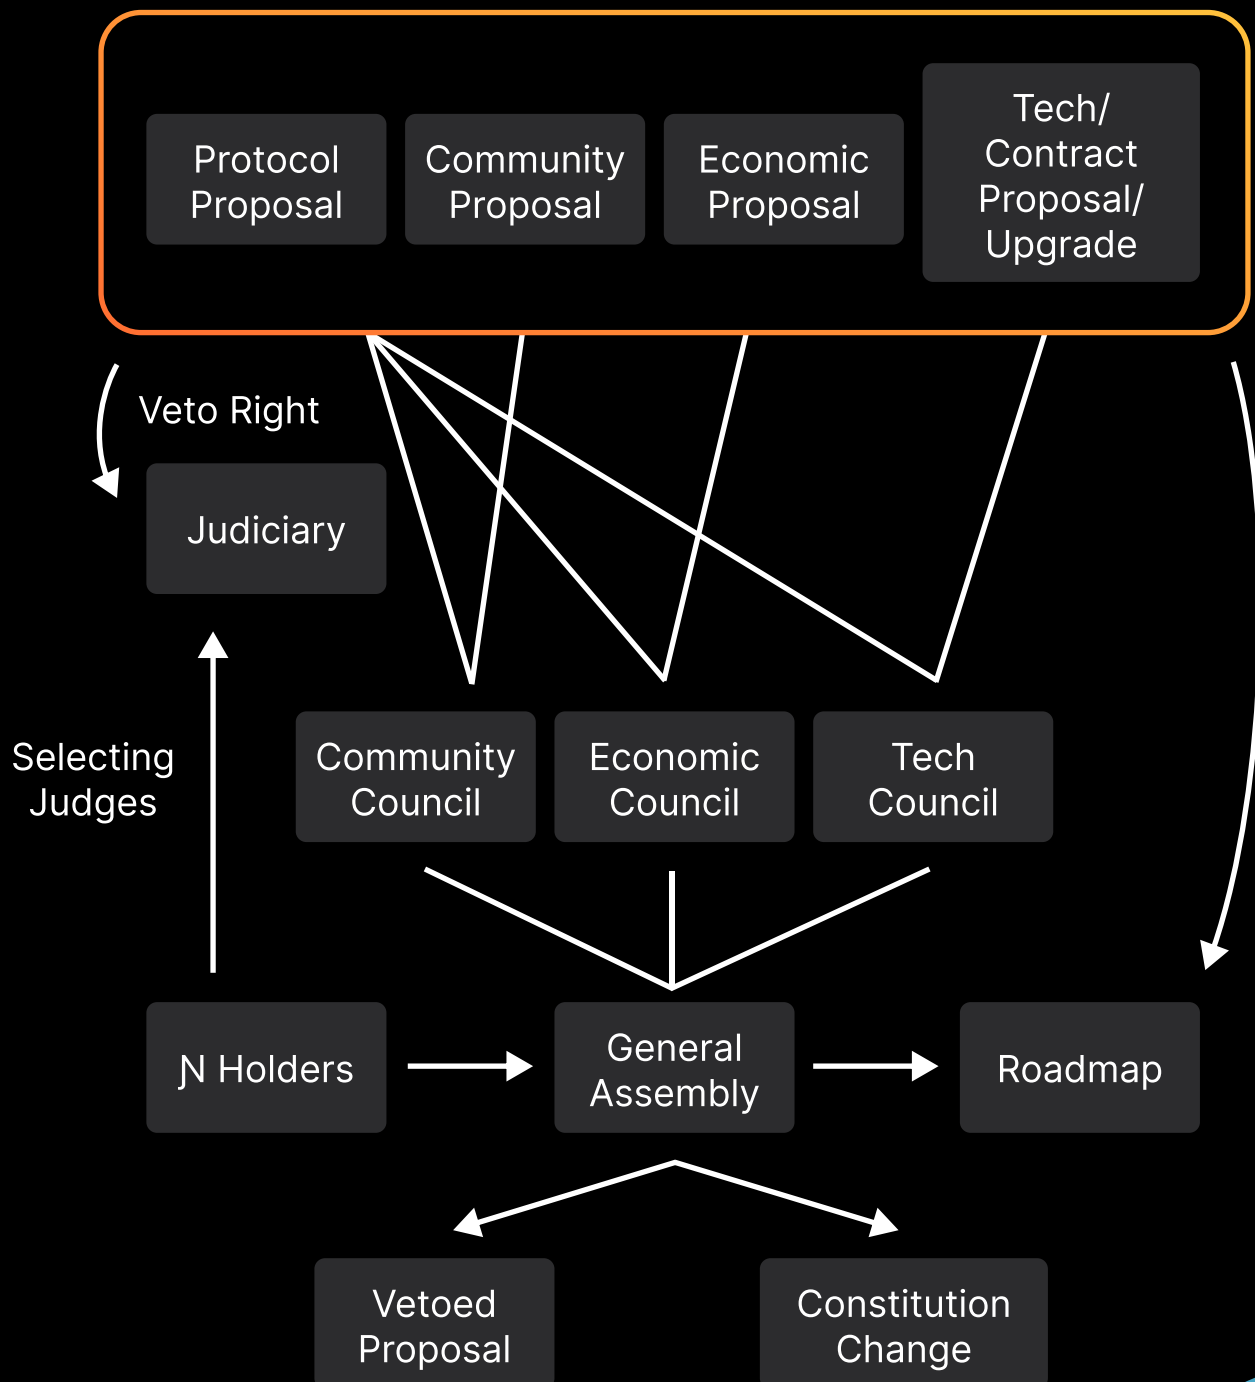 Protocol
Proposal
Community
Proposal
Economic
Proposal
Tech/
Contract
Proposal/
Upgrade
Veto Right
Judiciary
Selecting
Judges
Community
Council
Economic
Council
Tech
Council
Ɲ Holders
General
Assembly
Roadmap
Vetoed
Proposal
Constitution
Change